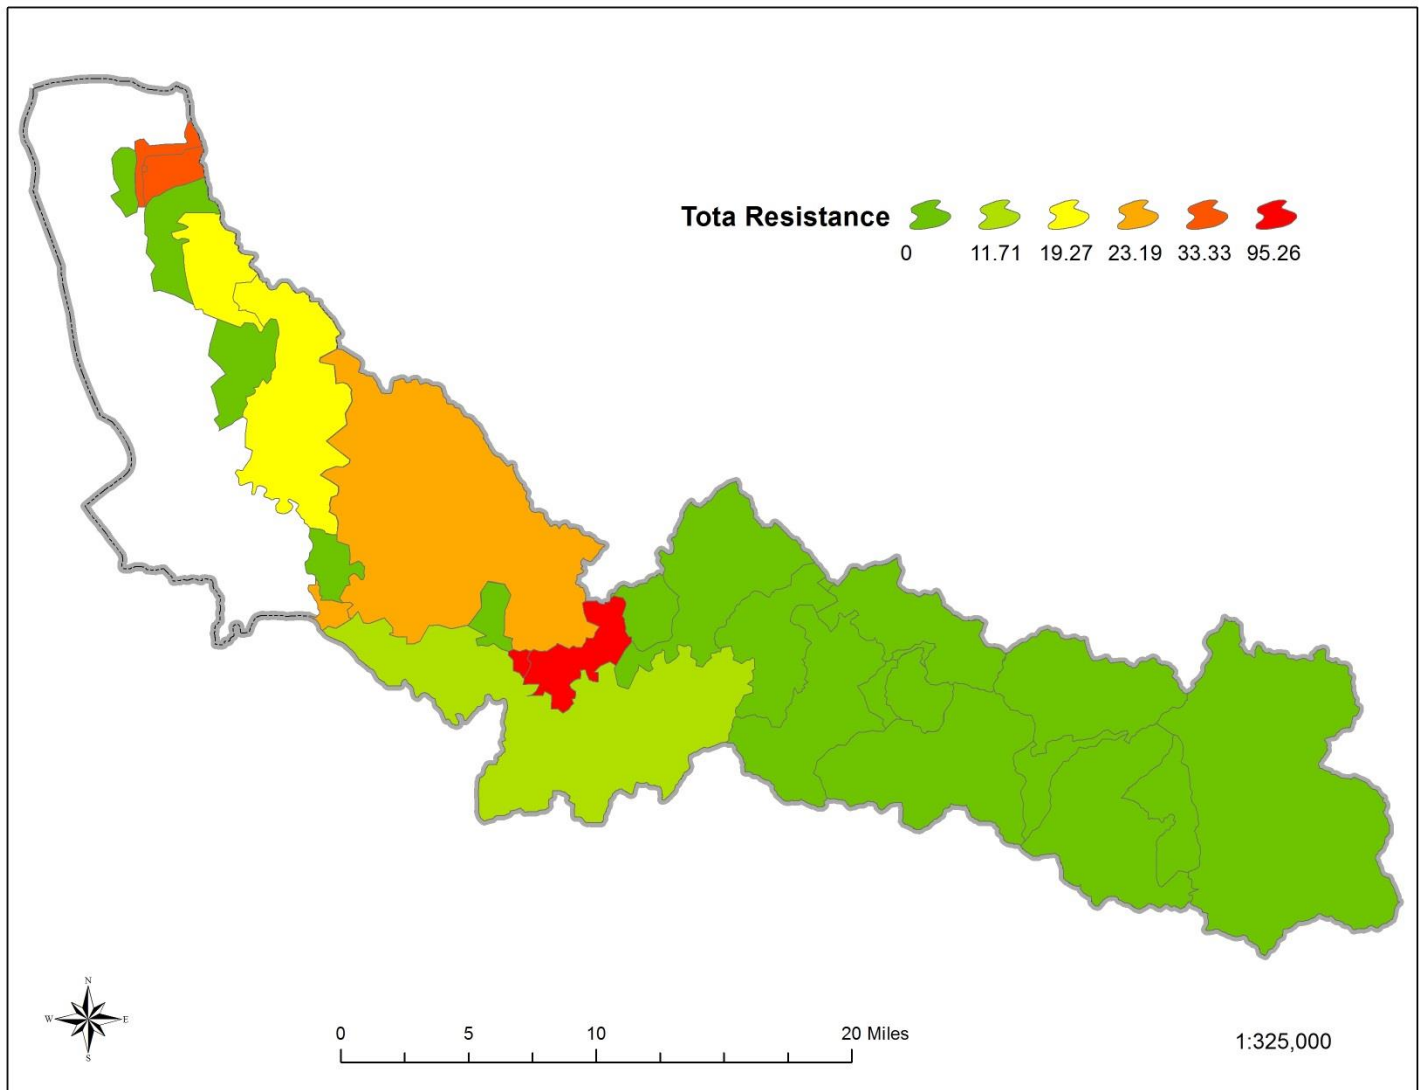 Tota Resistance
0 11.71 19.27 23.19 33.33 95.26
N
W E
S
0 5 10 20 Miles
1:325,000